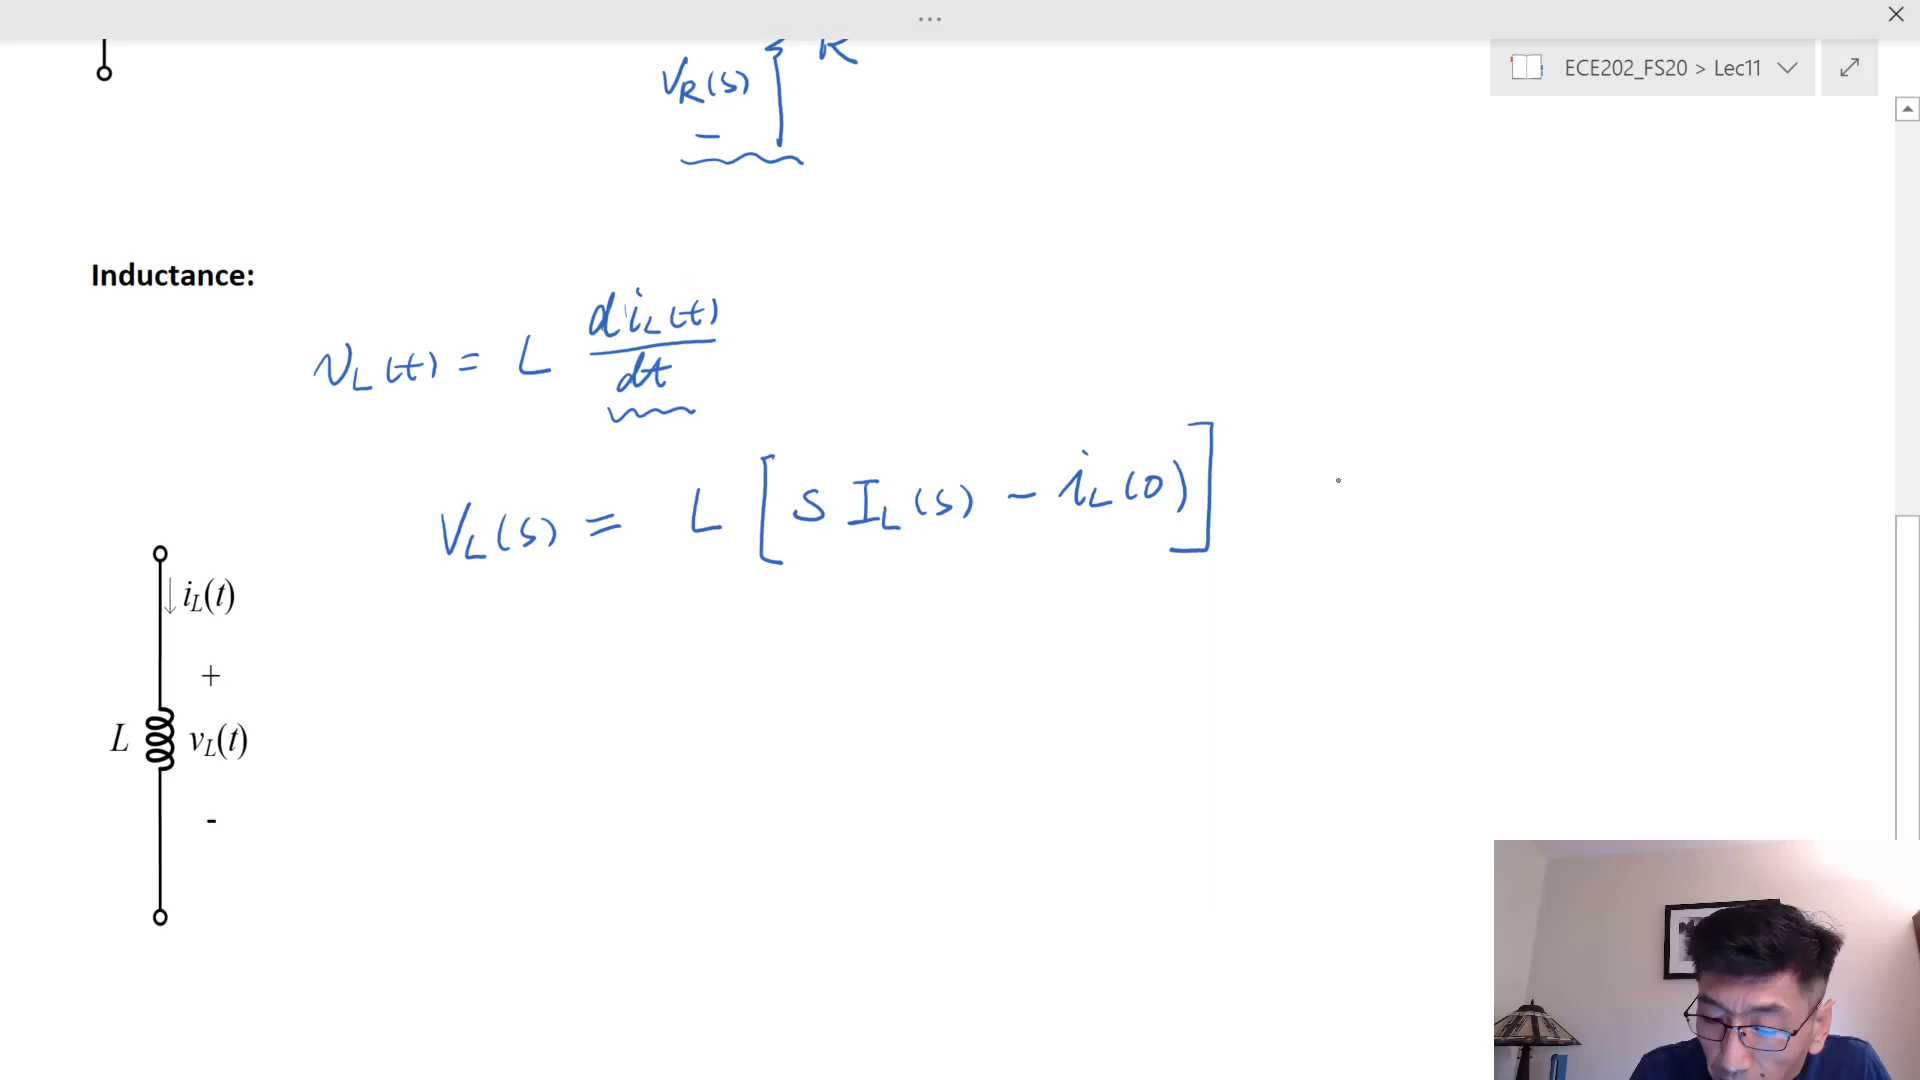 ...
ECE202_FS20 > Lec11
R
V_R(s)
-
Inductance:
v_L(t) = L di_L(t)/dt
V_L(s) = L [s I_L(s) - i_L(0)]
i_L(t)
+
L v_L(t)
-